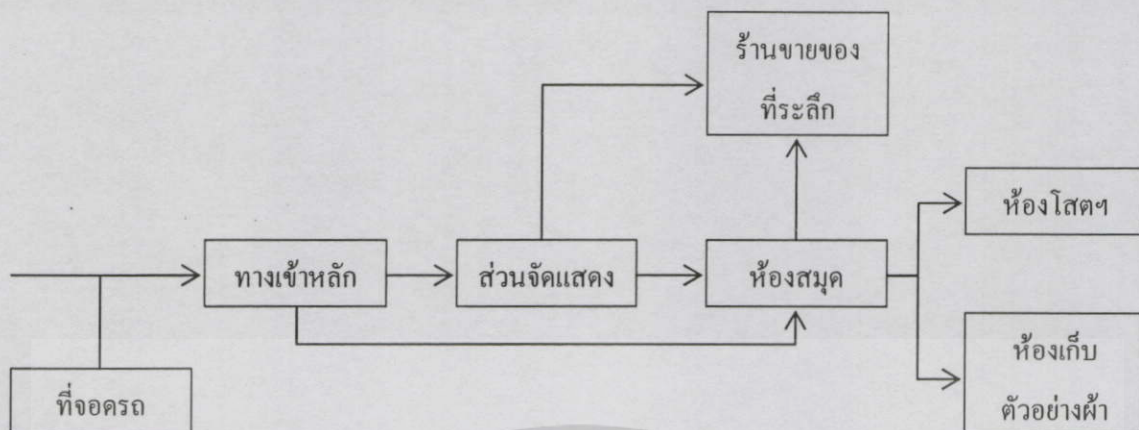 ร้านขายของ
ที่ระลึก
ห้องโสตฯ
ทางเข้าหลัก
ส่วนจัดแสดง
ห้องสมุด
ห้องเก็บ
ตัวอย่างผ้า
ที่จอดรถ